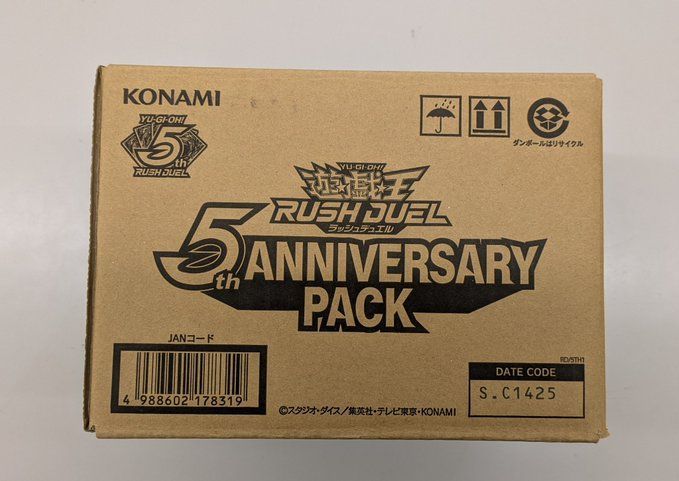 KONAMI
YU-GI-OH!
5th
RUSH DUEL
ダンボールはリサイクル
YU-GI-OH!
遊☆戯☆王
RUSH DUEL
ラッシュデュエル
5th ANNIVERSARY
PACK
JANコード
4 988602 178319
RD/5TH1
DATE CODE
S.C1425
©スタジオ・ダイス/集英社・テレビ東京・KONAMI